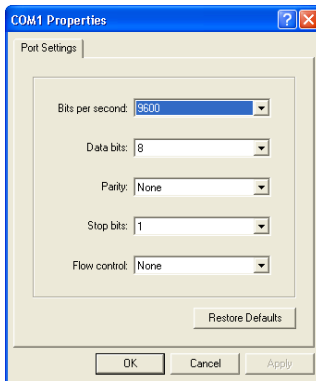 COM1 Properties
Port Settings
Bits per second: 9600
Data bits: 8
Parity: None
Stop bits: 1
Flow control: None
Restore Defaults
OK Cancel Apply